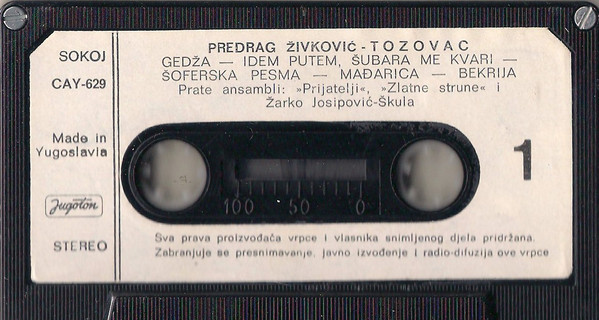 SOKOJ
CAY-629
Made in
Yugoslavia
Jugoton
STEREO
PREDRAG ŽIVKOVIĆ - TOZOVAC
GEDŽA — IDEM PUTEM, ŠUBARA ME KVARI —
ŠOFERSKA PESMA — MAĐARICA — BEKRIJA
Prate ansambli: »Prijatelji«, »Zlatne strune« i
Žarko Josipović-Škula
1
100 50 0
Sva prava proizvođača vrpce i vlasnika snimljenog djela pridržana.
Zabranjuje se presnimavanje, javno izvođenje i radio-difuzija ove vrpce